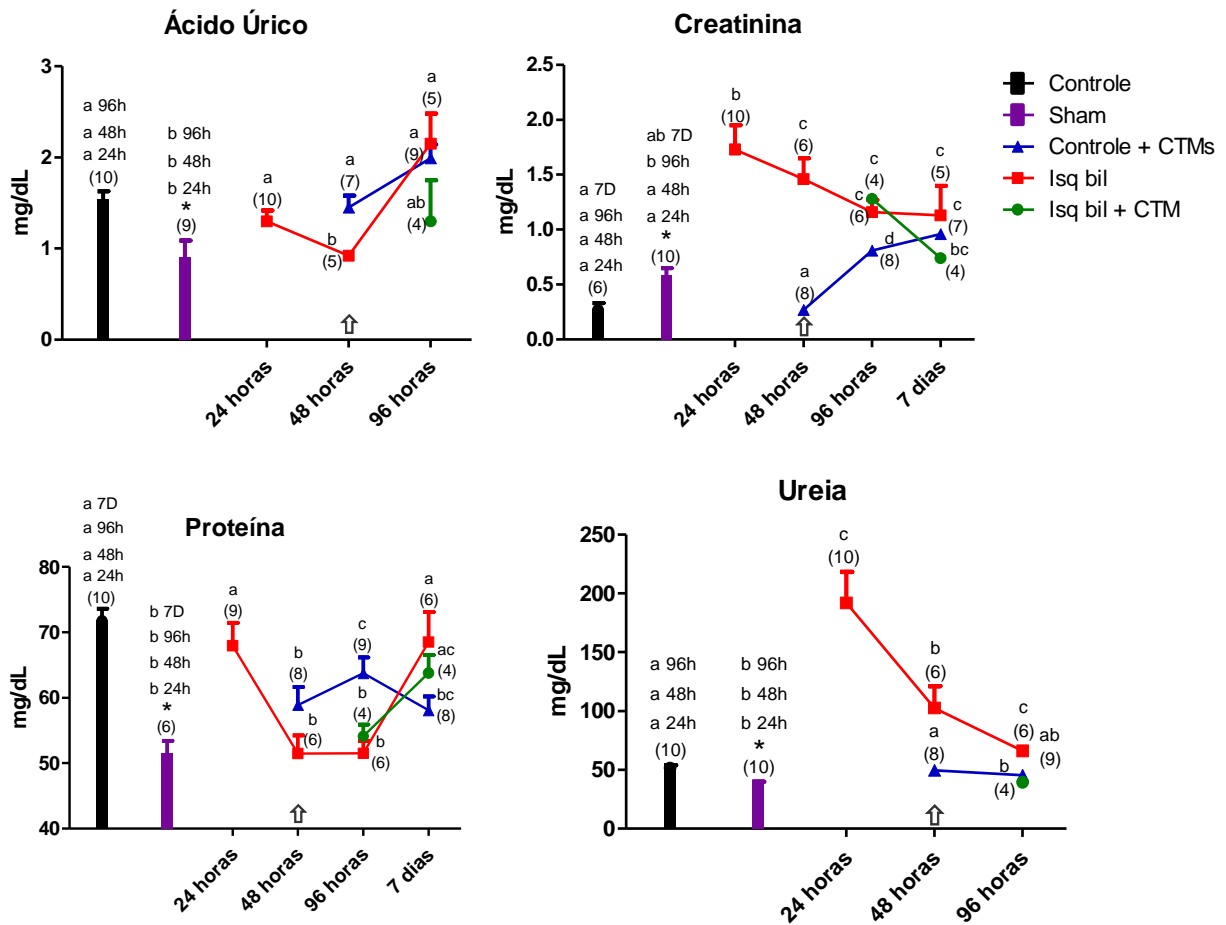 Ácido Úrico
mg/dL
3
2
1
0
a 96h
a 48h
a 24h
(10)
b 96h
b 48h
b 24h
*
(9)
a
(10)
a
(7)
b
(5)
a
(5)
a
(9)
ab
(4)
24 horas
48 horas
96 horas
Creatinina
mg/dL
2.5
2.0
1.5
1.0
0.5
0.0
a 7D
a 96h
a 48h
a 24h
(6)
ab 7D
b 96h
a 48h
a 24h
*
(10)
b
(10)
c
(6)
a
(8)
c
(4)
c
(6)
d
(8)
c
(5)
c
(7)
bc
(4)
24 horas
48 horas
96 horas
7 dias
Controle
Sham
Controle + CTMs
Isq bil
Isq bil + CTM
Proteína
mg/dL
80
70
60
50
40
a 7D
a 96h
a 48h
a 24h
(10)
b 7D
b 96h
b 48h
b 24h
*
(6)
a
(9)
b
(8)
b
(6)
c
(9)
b
(4)
b
(6)
a
(6)
ac
(4)
bc
(8)
24 horas
48 horas
96 horas
7 dias
Ureia
mg/dL
250
200
150
100
50
0
a 96h
a 48h
a 24h
(10)
b 96h
b 48h
b 24h
*
(10)
c
(10)
b
(6)
a
(8)
c
(6)
ab
(9)
b
(4)
24 horas
48 horas
96 horas